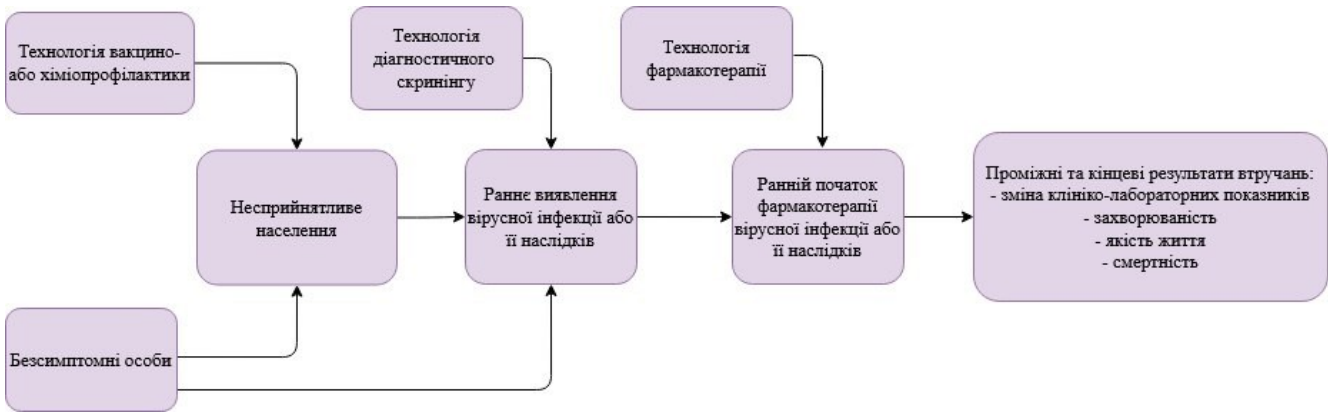 Технологія вакцино-
або хіміопрофілактики
Технологія
діагностичного
скринінгу
Технологія
фармакотерапії
Несприйнятливе
населення
Раннє виявлення
вірусної інфекції або
її наслідків
Ранній початок
фармакотерапії
вірусної інфекції або
її наслідків
Проміжні та кінцеві результати втручань:
- зміна клініко-лабораторних показників
- захворюваність
- якість життя
- смертність
Безсимптомні особи